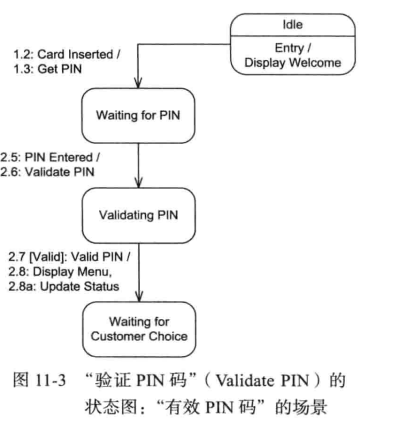 Idle
Entry /
Display Welcome
1.2: Card Inserted /
1.3: Get PIN
Waiting for PIN
2.5: PIN Entered /
2.6: Validate PIN
Validating PIN
2.7 [Valid]: Valid PIN /
2.8: Display Menu,
2.8a: Update Status
Waiting for
Customer Choice
图 11-3 “验证 PIN 码”（Validate PIN）的
状态图：“有效 PIN 码”的场景